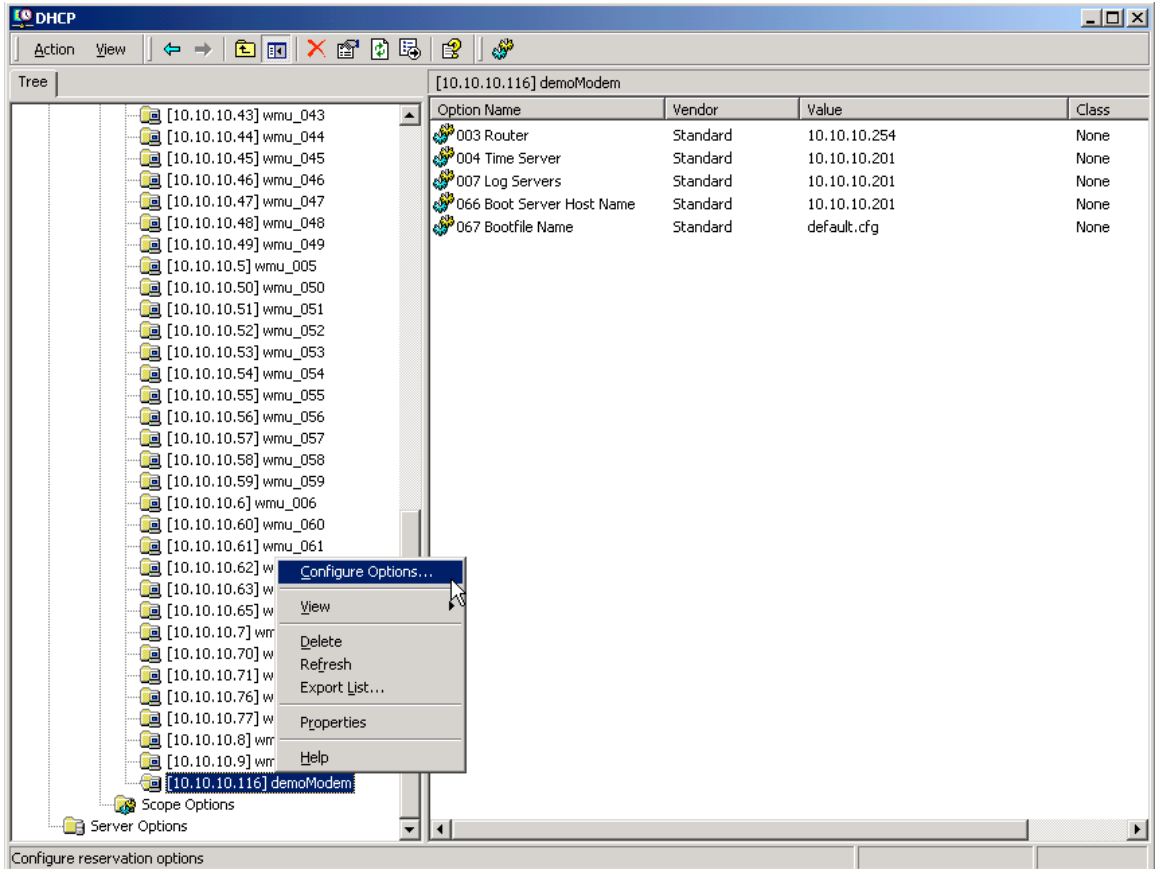 DHCP
Action View
Tree
[10.10.10.116] demoModem
[10.10.10.43] wmu_043
[10.10.10.44] wmu_044
[10.10.10.45] wmu_045
[10.10.10.46] wmu_046
[10.10.10.47] wmu_047
[10.10.10.48] wmu_048
[10.10.10.49] wmu_049
[10.10.10.5] wmu_005
[10.10.10.50] wmu_050
[10.10.10.51] wmu_051
[10.10.10.52] wmu_052
[10.10.10.53] wmu_053
[10.10.10.54] wmu_054
[10.10.10.55] wmu_055
[10.10.10.56] wmu_056
[10.10.10.57] wmu_057
[10.10.10.58] wmu_058
[10.10.10.59] wmu_059
[10.10.10.6] wmu_006
[10.10.10.60] wmu_060
[10.10.10.61] wmu_061
[10.10.10.62] w
[10.10.10.63] w
[10.10.10.65] w
[10.10.10.7] wm
[10.10.10.70] w
[10.10.10.71] w
[10.10.10.76] w
[10.10.10.77] w
[10.10.10.8] wm
[10.10.10.9] wm
[10.10.10.116] demoModem
Scope Options
Server Options
Option Name Vendor Value Class
003 Router Standard 10.10.10.254 None
004 Time Server Standard 10.10.10.201 None
007 Log Servers Standard 10.10.10.201 None
066 Boot Server Host Name Standard 10.10.10.201 None
067 Bootfile Name Standard default.cfg None
Configure Options...
View
Delete
Refresh
Export List...
Properties
Help
Configure reservation options